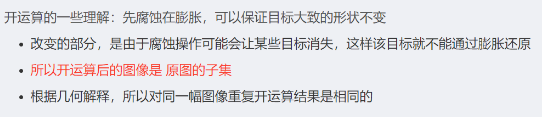 开运算的一些理解：先腐蚀在膨胀，可以保证目标大致的形状不变
改变的部分，是由于腐蚀操作可能会让某些目标消失，这样该目标就不能通过膨胀还原
所以开运算后的图像是 原图的子集
根据几何解释，所以对同一幅图像重复开运算结果是相同的